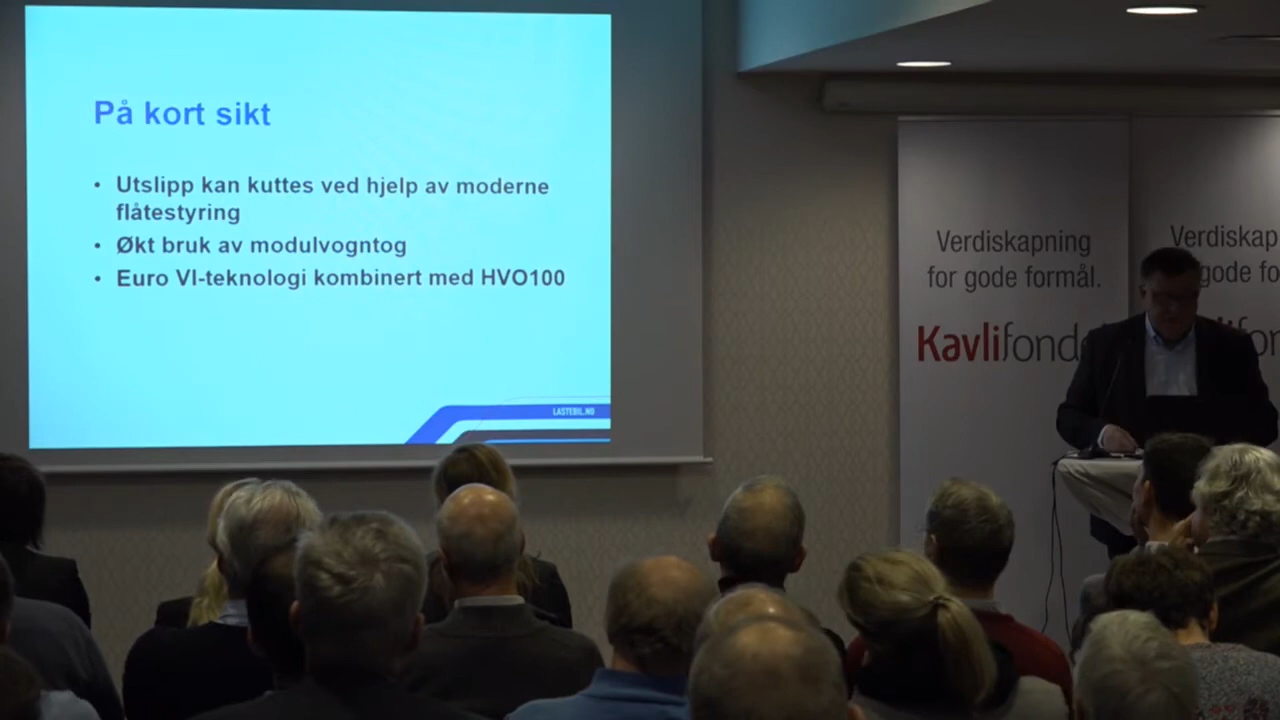 På kort sikt
• Utslipp kan kuttes ved hjelp av moderne
flåtestyring
• Økt bruk av modulvogntog
• Euro VI-teknologi kombinert med HVO100
LASTEBIL.NO
Verdiskapning
for gode formål.
Kavlifonde
Verdiskap
gode fo